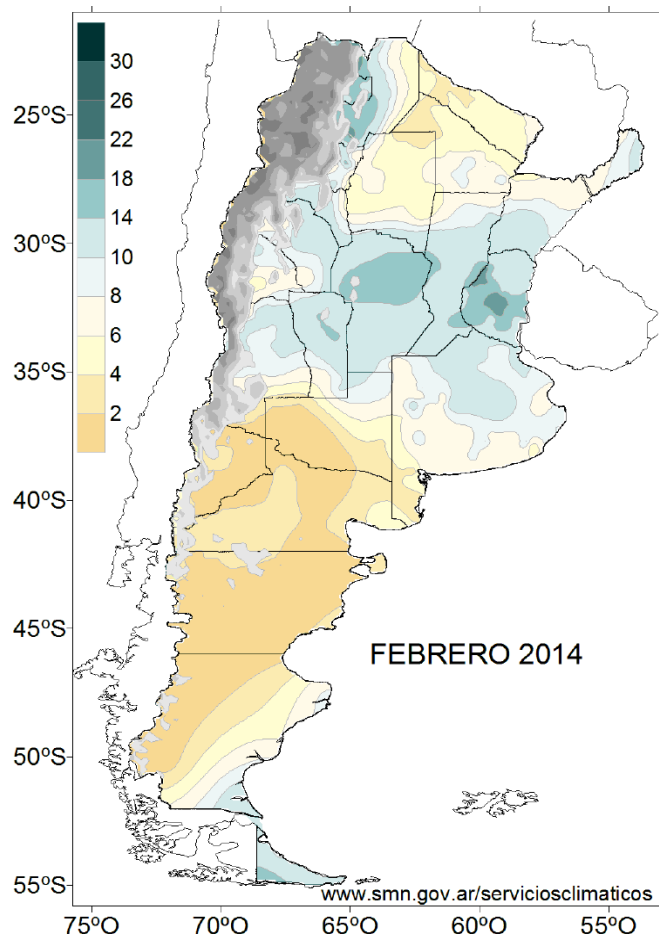 30
26
22
18
14
10
8
6
4
2
25ºS
30ºS
35ºS
40ºS
45ºS
50ºS
55ºS
FEBRERO 2014
www.smn.gov.ar/serviciosclimaticos
75ºO 70ºO 65ºO 60ºO 55ºO